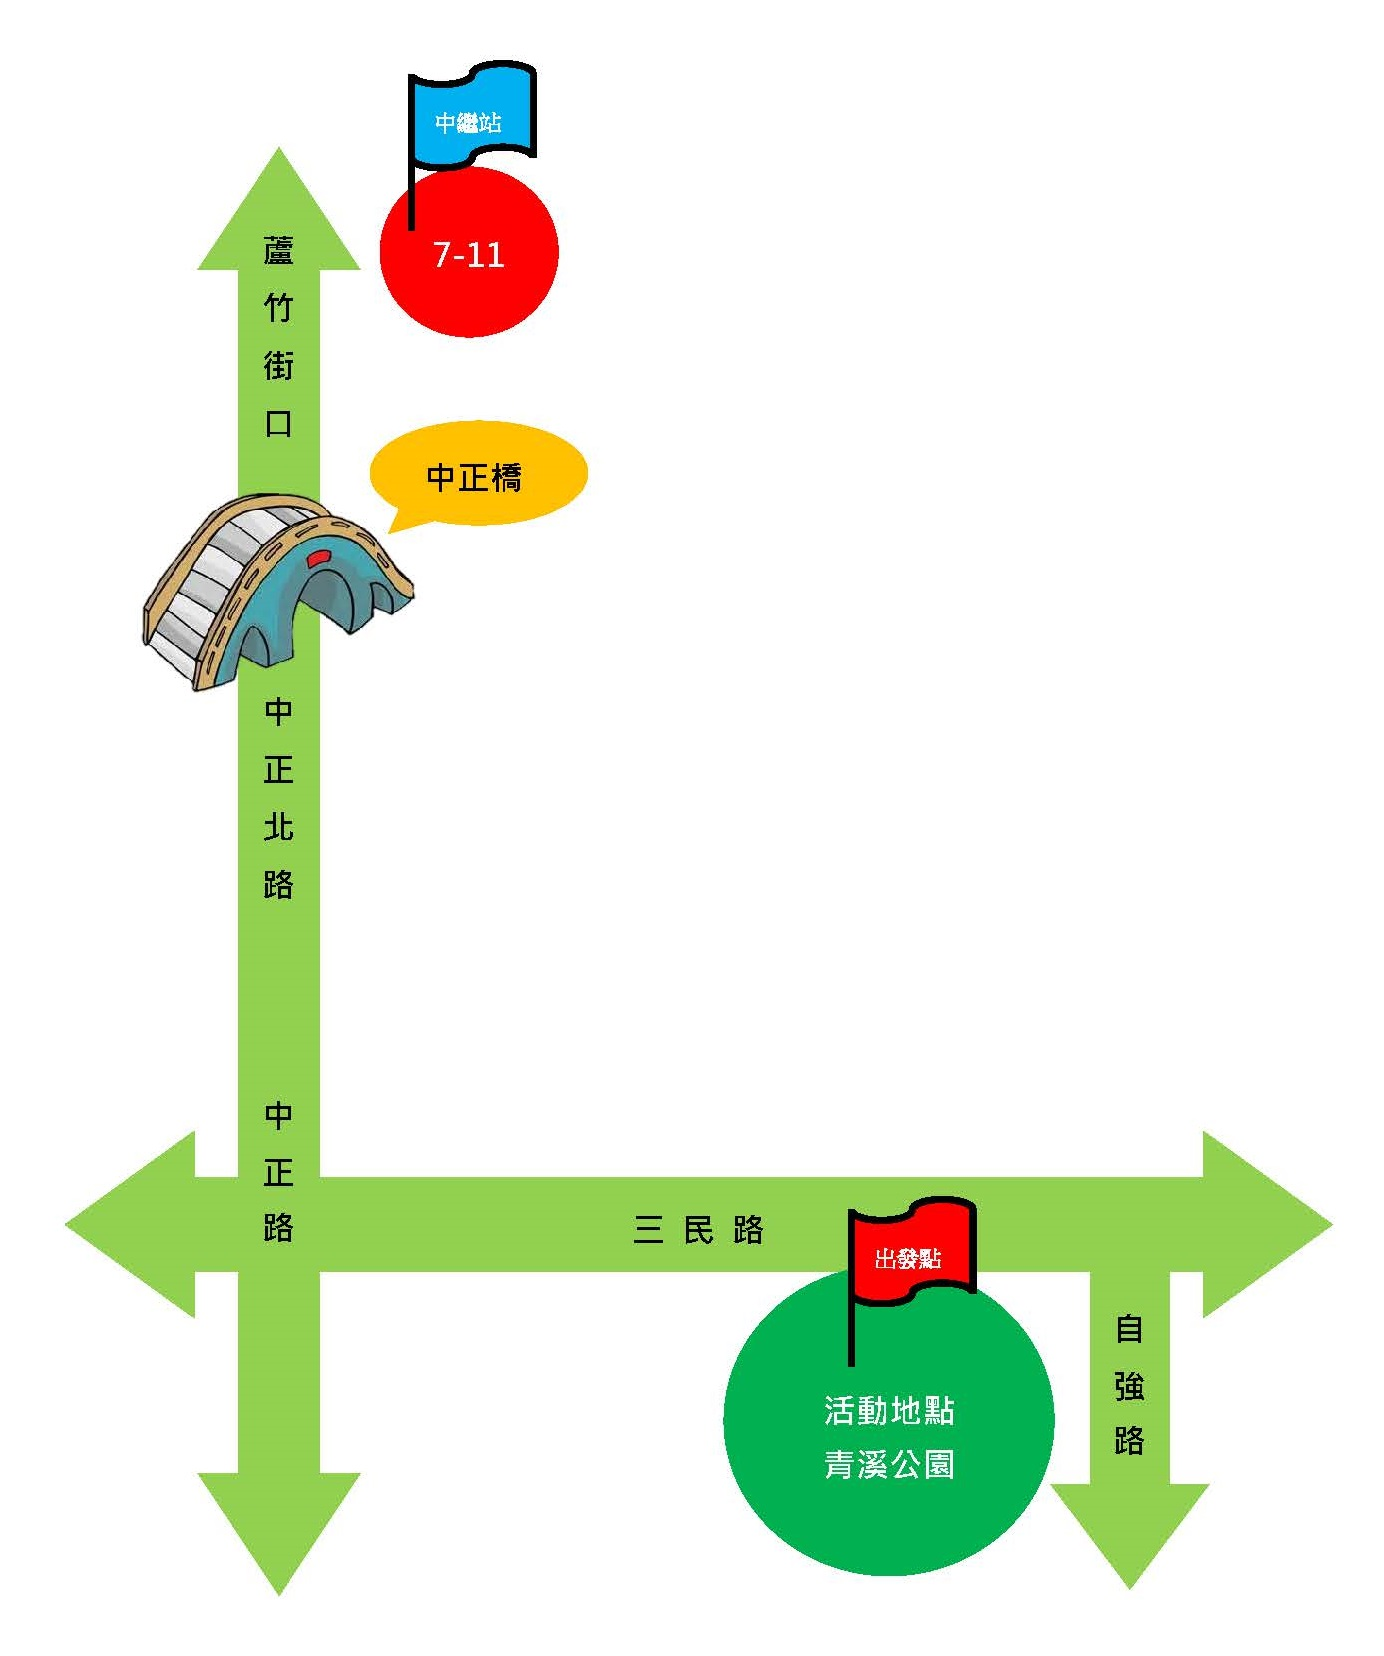 中繼站
7-11
蘆竹街口
中正橋
中正北路
中正路
三民路
出發點
自強路
活動地點
青溪公園